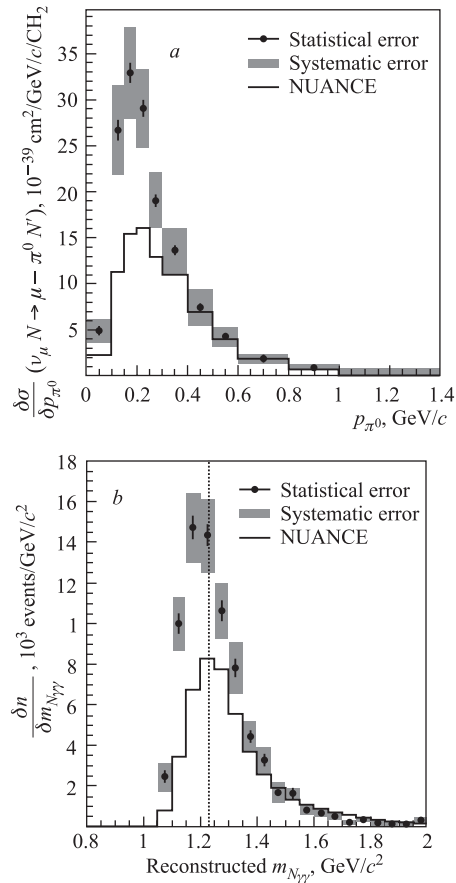 a
Statistical error
Systematic error
NUANCE
δσ/δp_π⁰ (ν_μ N → μ− π⁰ N′), 10⁻³⁹ cm²/GeV/c/CH₂
35
30
25
20
15
10
5
0 0.2 0.4 0.6 0.8 1.0 1.2 1.4
p_π⁰, GeV/c
b
Statistical error
Systematic error
NUANCE
δn/δm_Nγγ, 10³ events/GeV/c²
18
16
14
12
10
8
6
4
2
0.8 1 1.2 1.4 1.6 1.8 2
Reconstructed m_Nγγ, GeV/c²